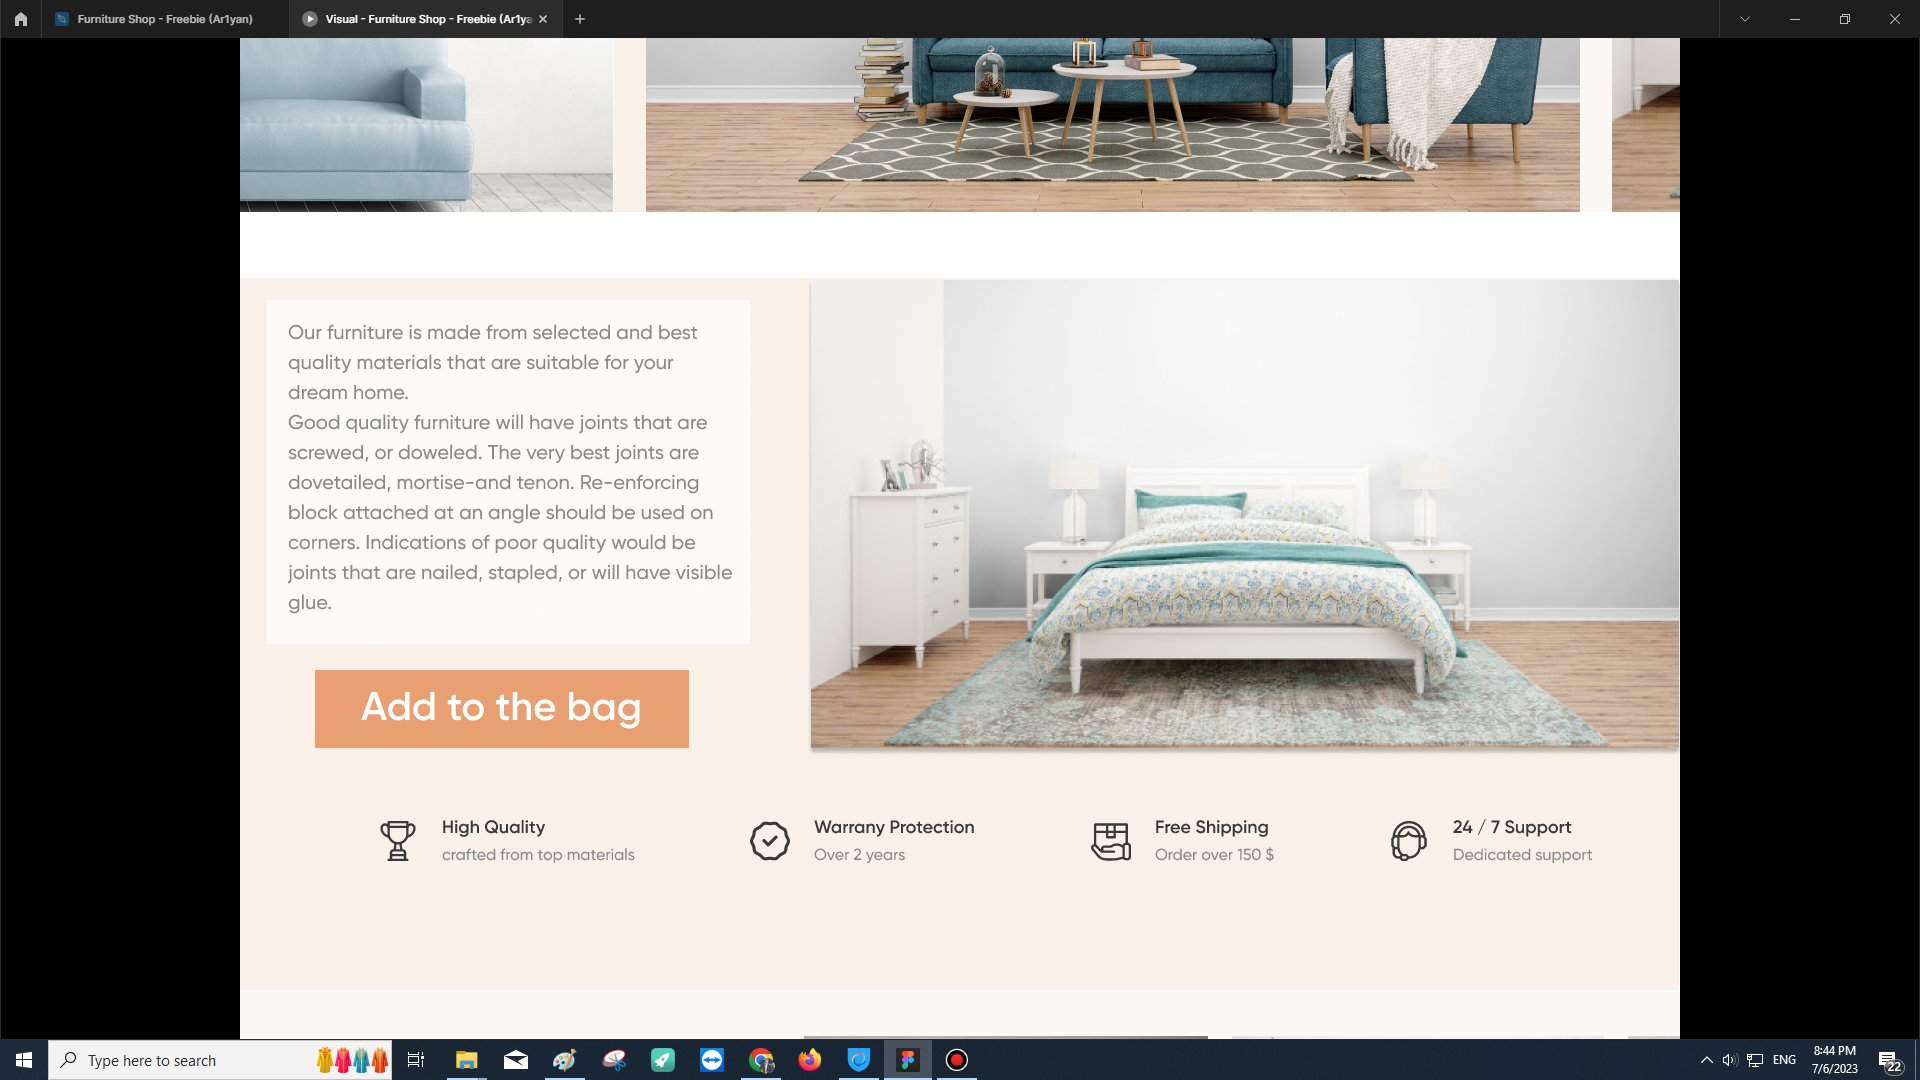 Furniture Shop - Freebie (Ar1yan)
Visual - Furniture Shop - Freebie (Ar1ya
Our furniture is made from selected and best
quality materials that are suitable for your
dream home.
Good quality furniture will have joints that are
screwed, or doweled. The very best joints are
dovetailed, mortise-and tenon. Re-enforcing
block attached at an angle should be used on
corners. Indications of poor quality would be
joints that are nailed, stapled, or will have visible
glue.
Add to the bag
High Quality
crafted from top materials
Warrany Protection
Over 2 years
Free Shipping
Order over 150 $
24 / 7 Support
Dedicated support
Type here to search
ENG
8:44 PM
7/6/2023
22